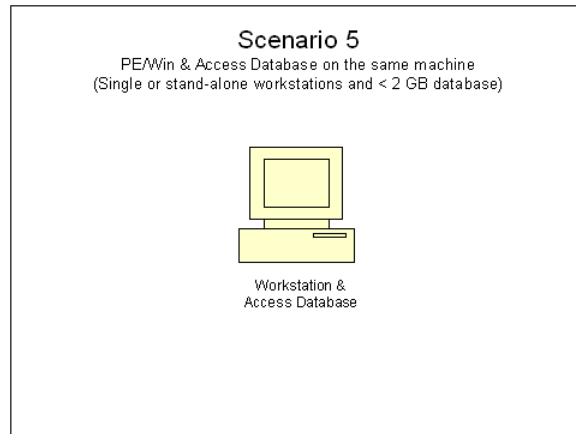 Scenario 5
PE/Win & Access Database on the same machine
(Single or stand-alone workstations and < 2 GB database)
Workstation &
Access Database